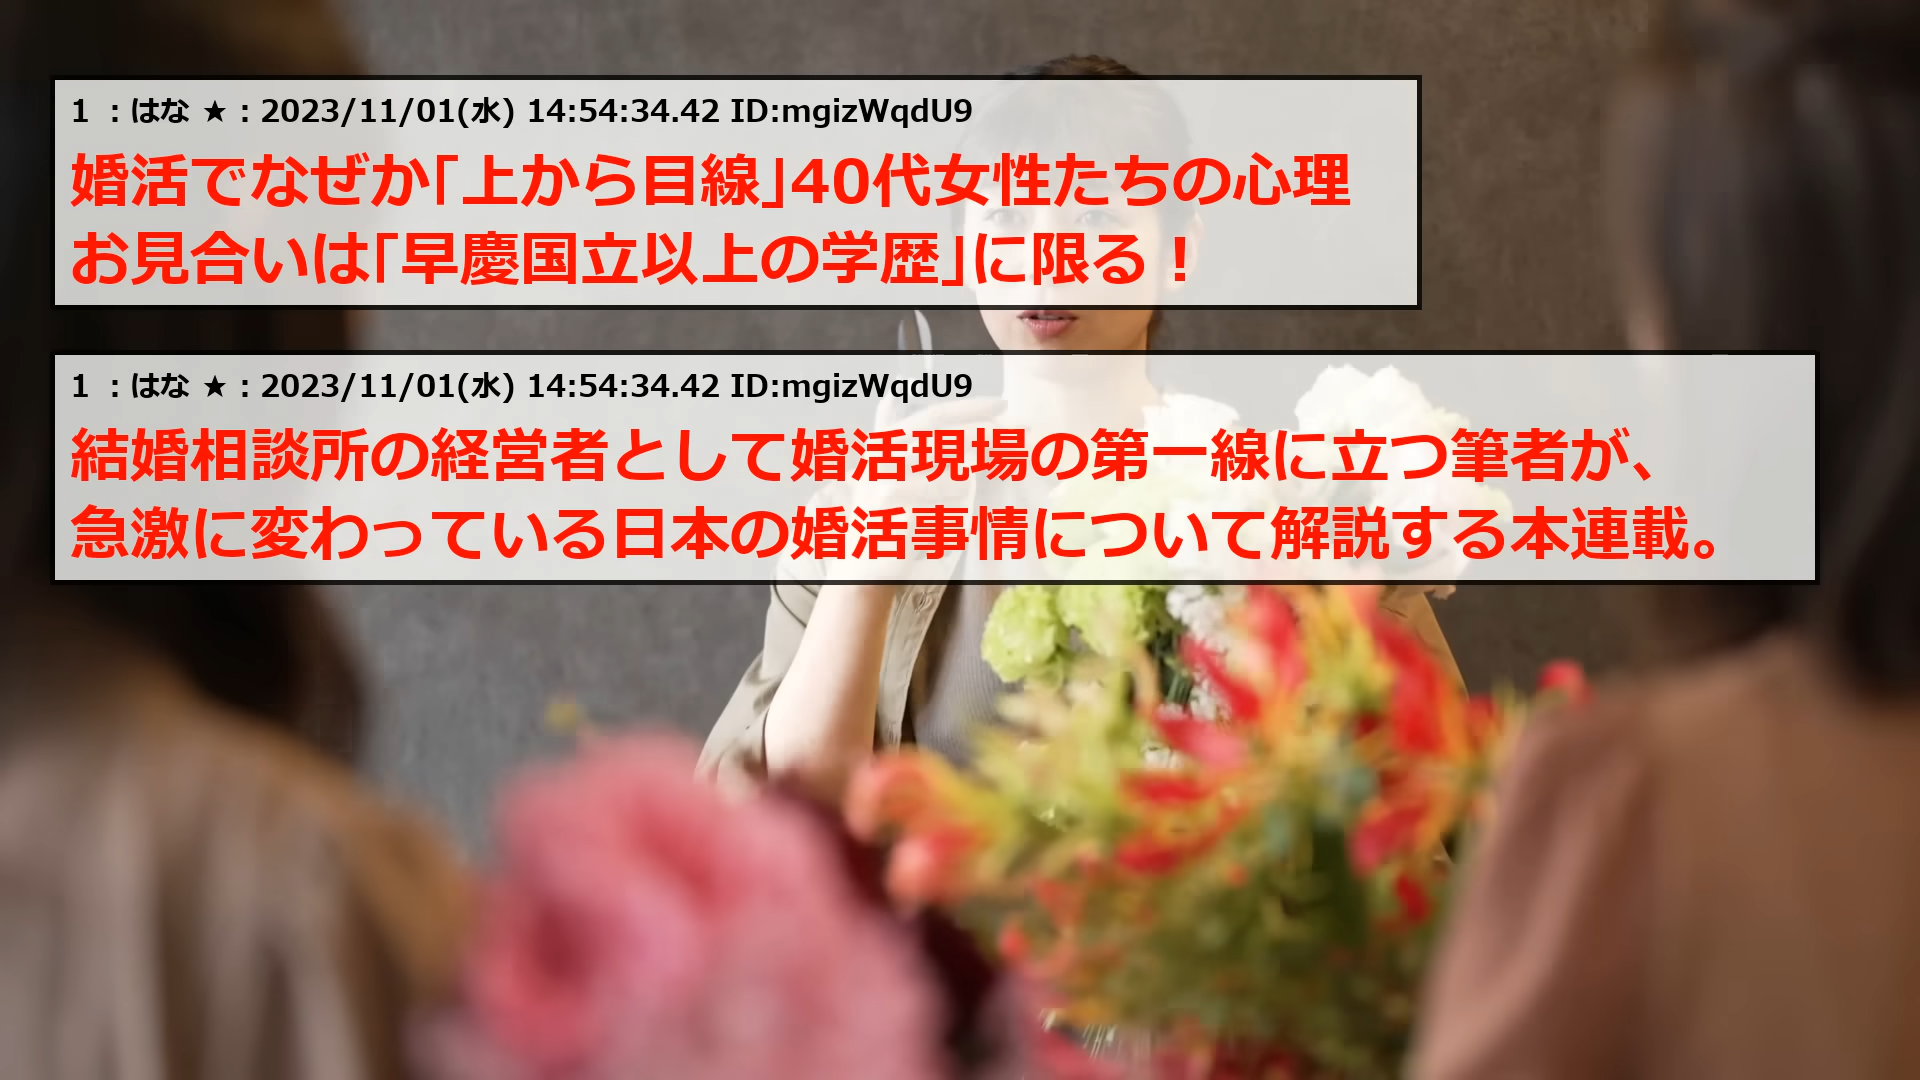 1 ：はな ★：2023/11/01(水) 14:54:34.42 ID:mgizWqdU9
婚活でなぜか｢上から目線｣40代女性たちの心理
お見合いは｢早慶国立以上の学歴｣に限る！
1 ：はな ★：2023/11/01(水) 14:54:34.42 ID:mgizWqdU9
結婚相談所の経営者として婚活現場の第一線に立つ筆者が、
急激に変わっている日本の婚活事情について解説する本連載。